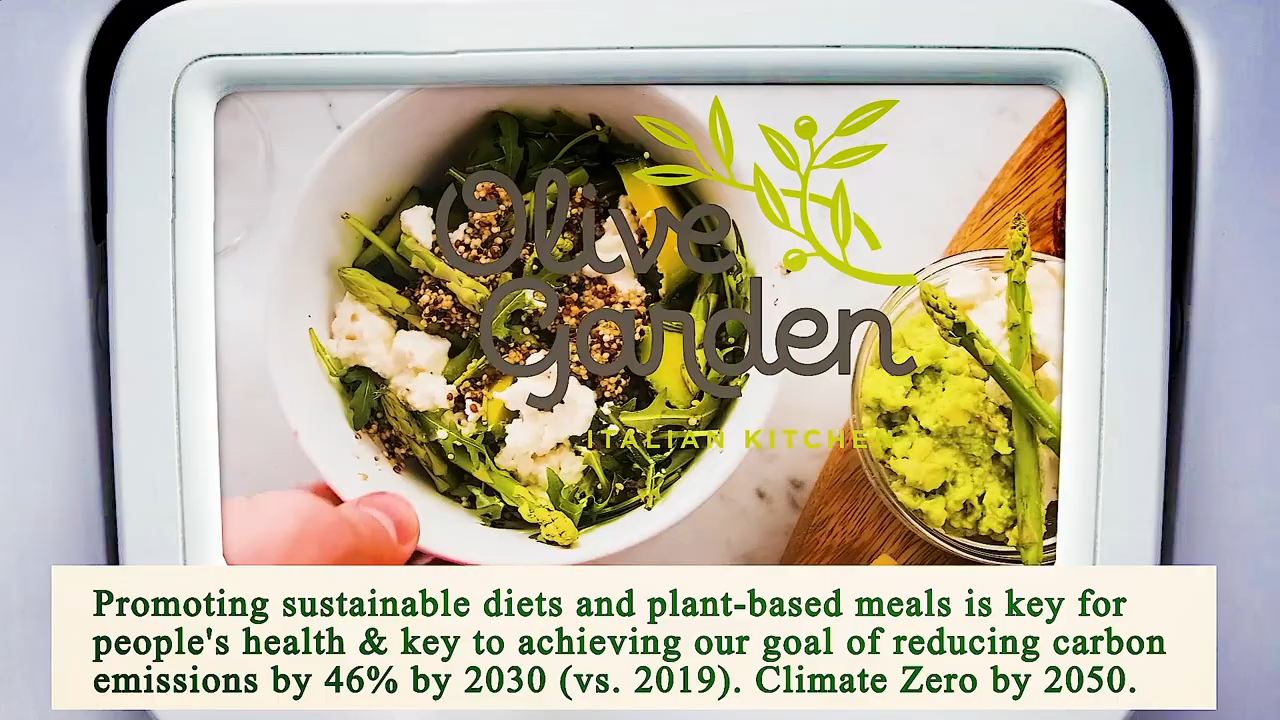 Olive
Garden
ITALIAN KITCHEN
Promoting sustainable diets and plant-based meals is key for
people's health & key to achieving our goal of reducing carbon
emissions by 46% by 2030 (vs. 2019). Climate Zero by 2050.